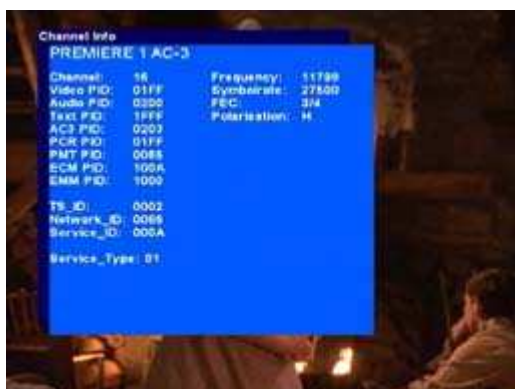 Channel Info
PREMIERE 1 AC-3
Channel: 16
Video PID: 01FF
Audio PID: 0200
Text PID: 1FFF
AC3 PID: 0203
PCR PID: 01FF
PMT PID: 0065
ECM PID: 100A
EMM PID: 1000
TS_ID: 0002
Network_ID: 0085
Service_ID: 000A
Service_Type: 01
Frequency: 11798
Symbolrate: 27500
FEC: 3/4
Polarisation: H